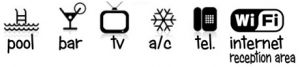 WiFi
pool bar tv a/c tel. internet
reception area